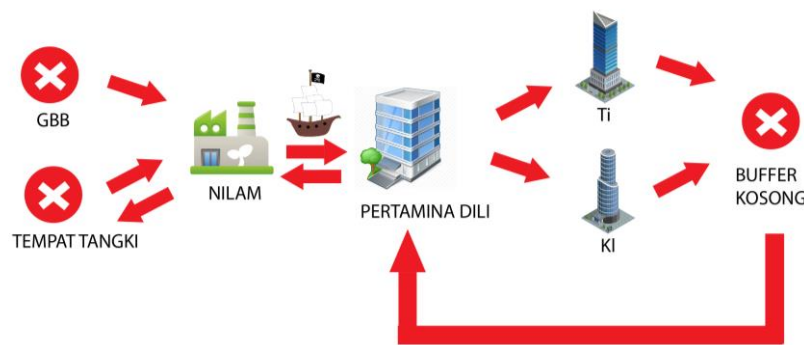 GBB
TEMPAT TANGKI
NILAM
PERTAMINA DILI
Ti
KI
BUFFER
KOSONG